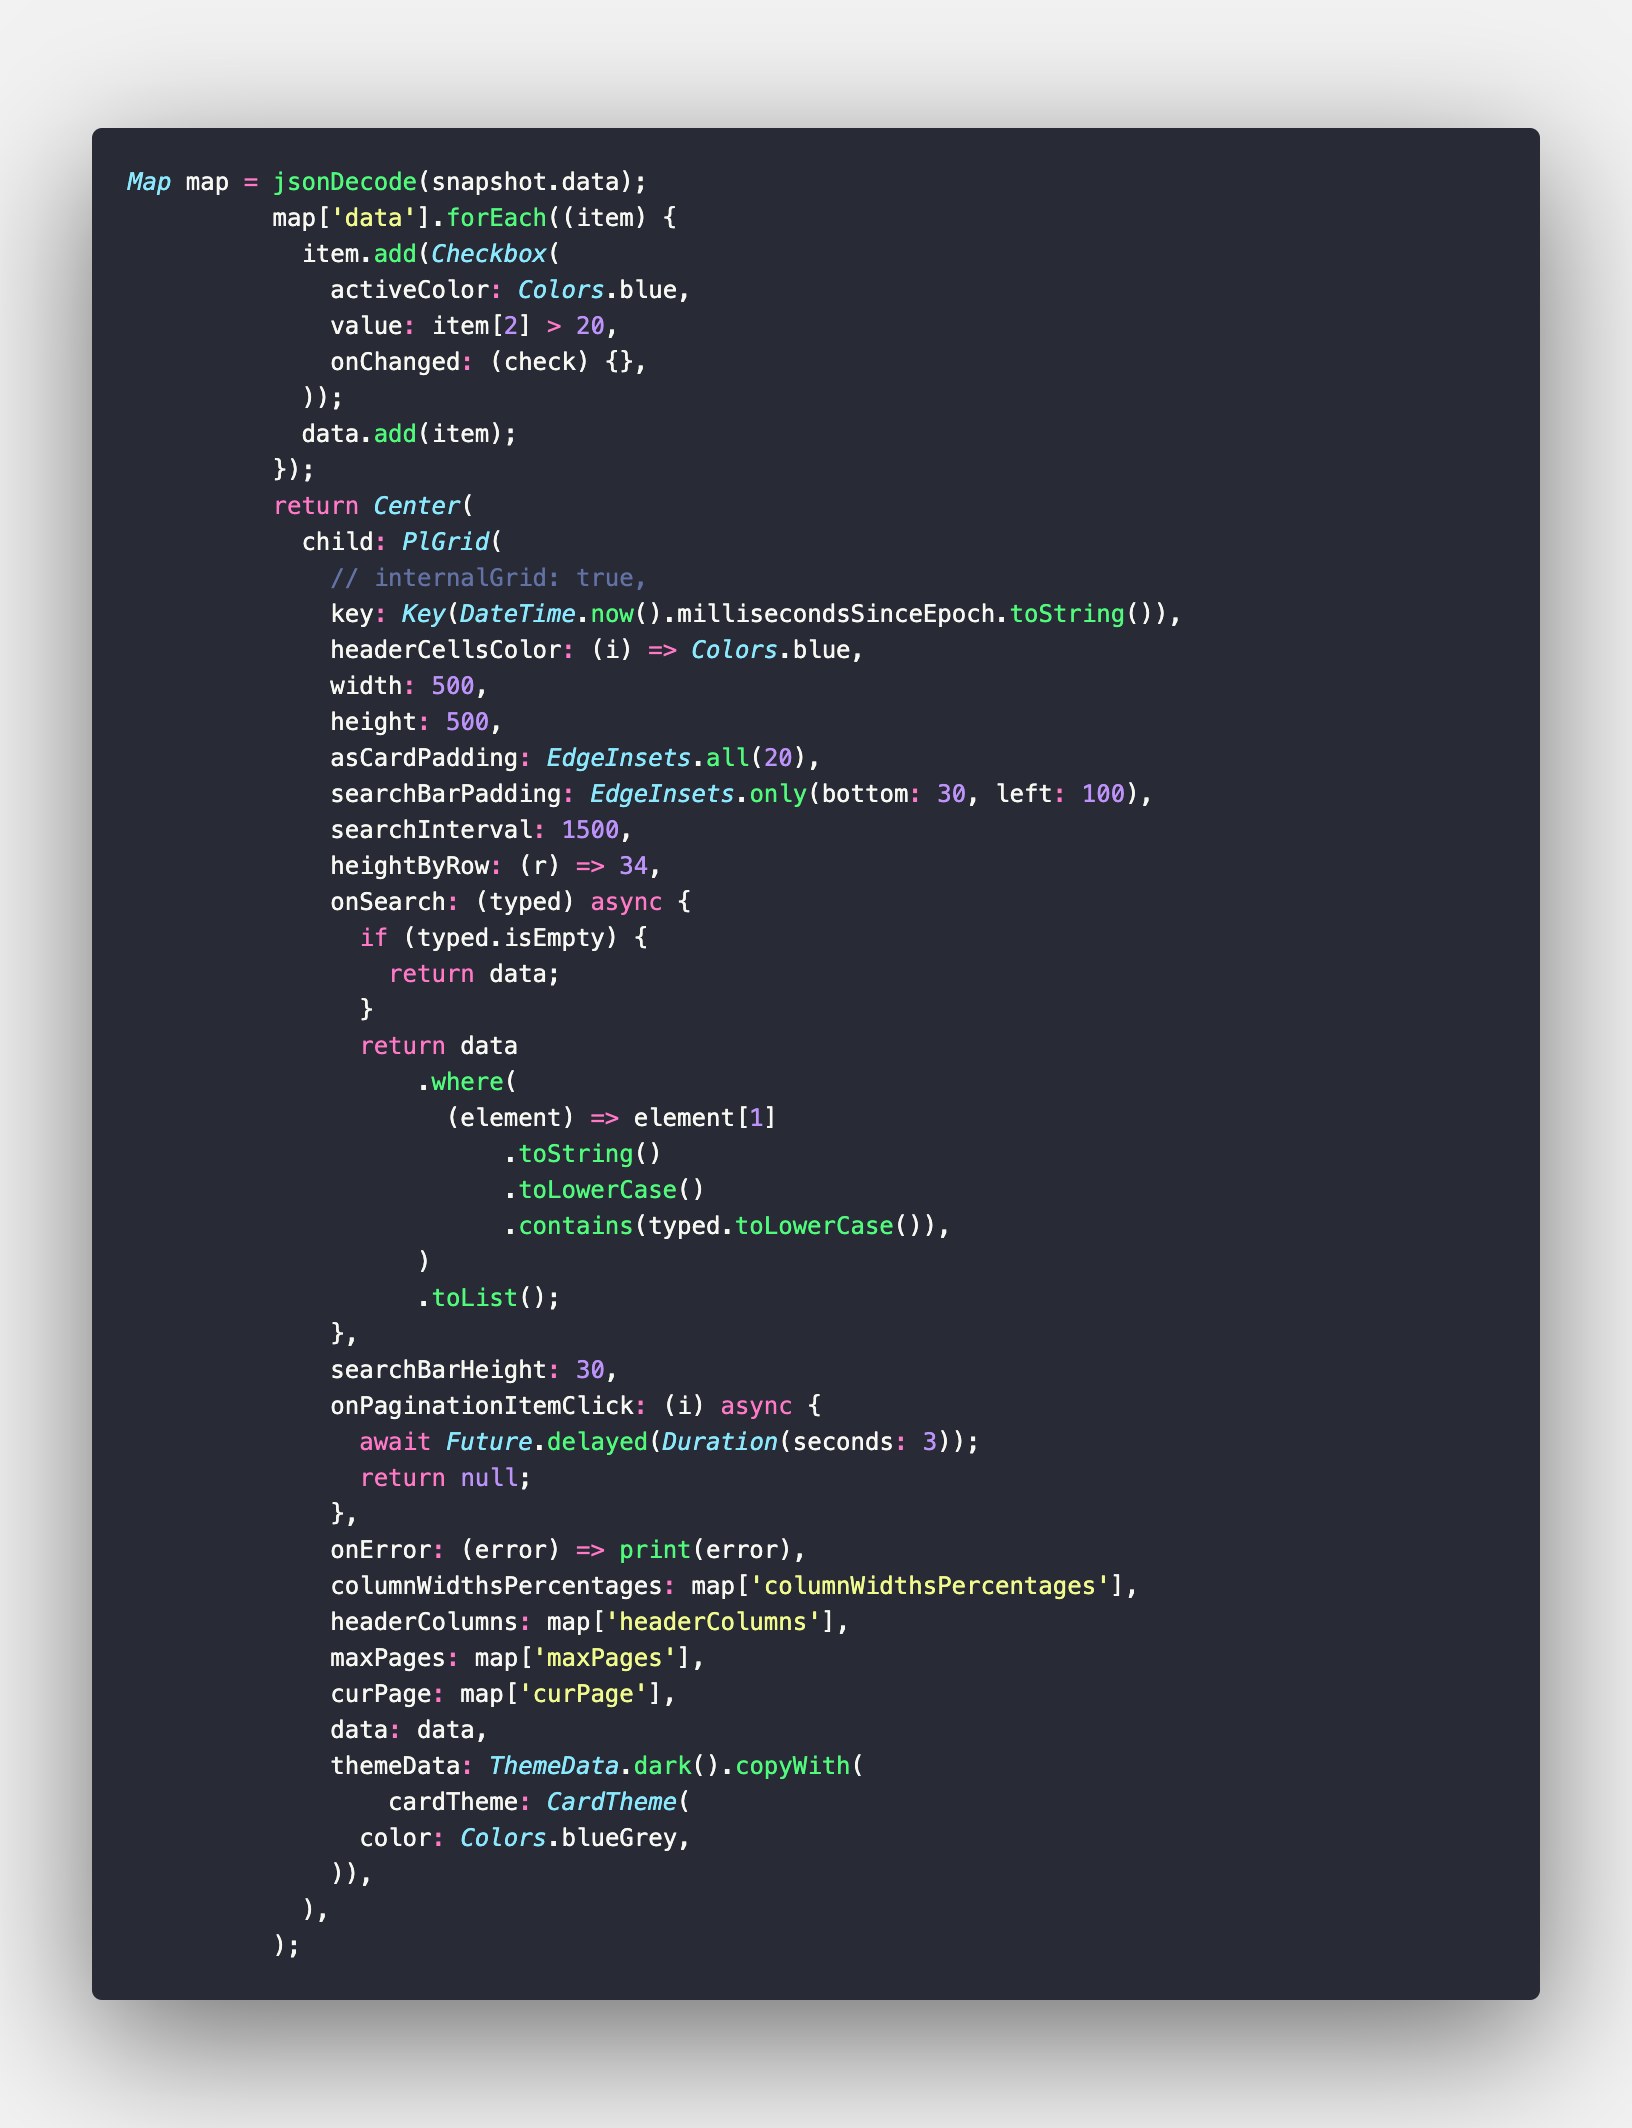 Map map = jsonDecode(snapshot.data);
          map['data'].forEach((item) {
            item.add(Checkbox(
              activeColor: Colors.blue,
              value: item[2] > 20,
              onChanged: (check) {},
            ));
            data.add(item);
          });
          return Center(
            child: PlGrid(
              // internalGrid: true,
              key: Key(DateTime.now().millisecondsSinceEpoch.toString()),
              headerCellsColor: (i) => Colors.blue,
              width: 500,
              height: 500,
              asCardPadding: EdgeInsets.all(20),
              searchBarPadding: EdgeInsets.only(bottom: 30, left: 100),
              searchInterval: 1500,
              heightByRow: (r) => 34,
              onSearch: (typed) async {
                if (typed.isEmpty) {
                  return data;
                }
                return data
                    .where(
                      (element) => element[1]
                          .toString()
                          .toLowerCase()
                          .contains(typed.toLowerCase()),
                    )
                    .toList();
              },
              searchBarHeight: 30,
              onPaginationItemClick: (i) async {
                await Future.delayed(Duration(seconds: 3));
                return null;
              },
              onError: (error) => print(error),
              columnWidthsPercentages: map['columnWidthsPercentages'],
              headerColumns: map['headerColumns'],
              maxPages: map['maxPages'],
              curPage: map['curPage'],
              data: data,
              themeData: ThemeData.dark().copyWith(
                  cardTheme: CardTheme(
                color: Colors.blueGrey,
              )),
            ),
          );